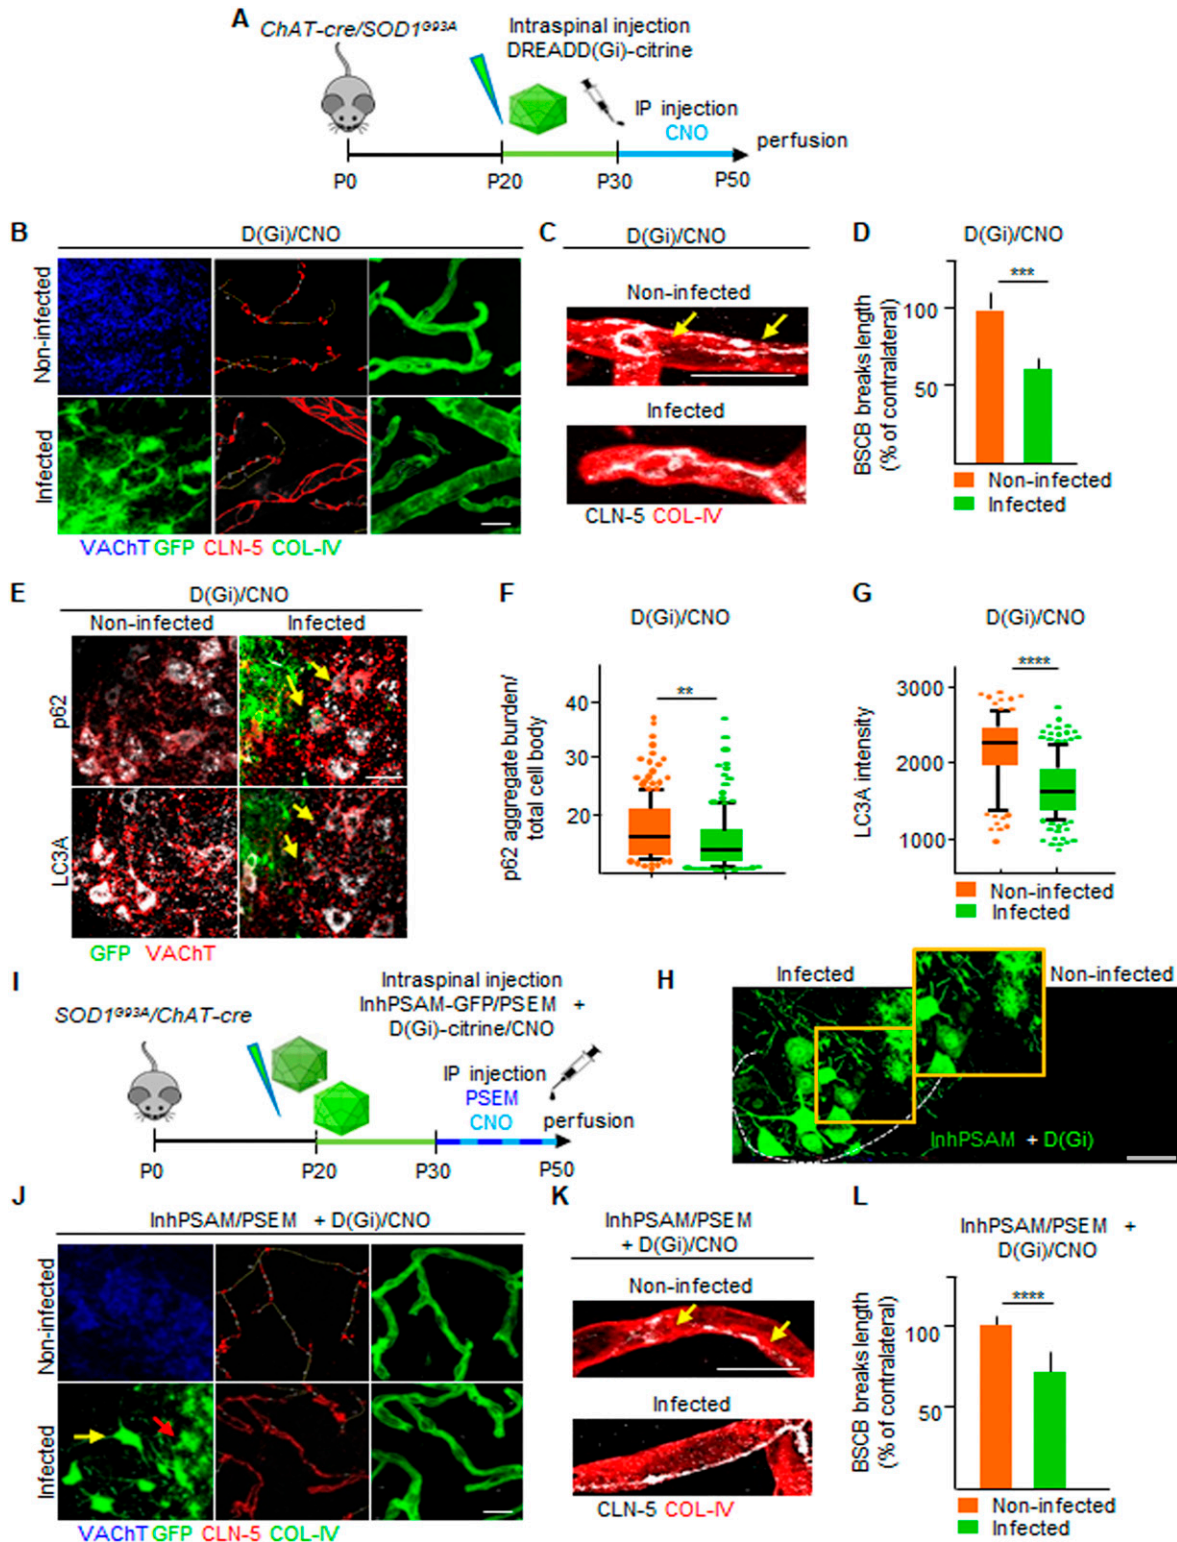 A
ChAT-cre/SOD1ᴳ⁹³ᴬ
Intraspinal injection
DREADD(Gi)-citrine
IP injection
CNO
perfusion
P0
P20
P30
P50
B
D(Gi)/CNO
Non-infected
Infected
VAChT GFP CLN-5 COL-IV
C
D(Gi)/CNO
Non-infected
Infected
CLN-5 COL-IV
D
D(Gi)/CNO
BSCB breaks length
(% of contralateral)
***
100
50
Non-infected
Infected
E
D(Gi)/CNO
Non-infected
Infected
p62
LC3A
GFP VAChT
F
D(Gi)/CNO
p62 aggregate burden/
total cell body
**
40
30
20
G
D(Gi)/CNO
LC3A intensity
****
3000
2000
1000
Non-infected
Infected
I
SOD1ᴳ⁹³ᴬ/ChAT-cre
Intraspinal injection
InhPSAM-GFP/PSEM +
D(Gi)-citrine/CNO
IP injection
PSEM
CNO
perfusion
P0
P20
P30
P50
H
Infected
Non-infected
InhPSAM + D(Gi)
J
InhPSAM/PSEM + D(Gi)/CNO
Non-infected
Infected
VAChT GFP CLN-5 COL-IV
K
InhPSAM/PSEM
+ D(Gi)/CNO
Non-infected
Infected
CLN-5 COL-IV
L
InhPSAM/PSEM +
D(Gi)/CNO
BSCB breaks length
(% of contralateral)
****
100
50
Non-infected
Infected